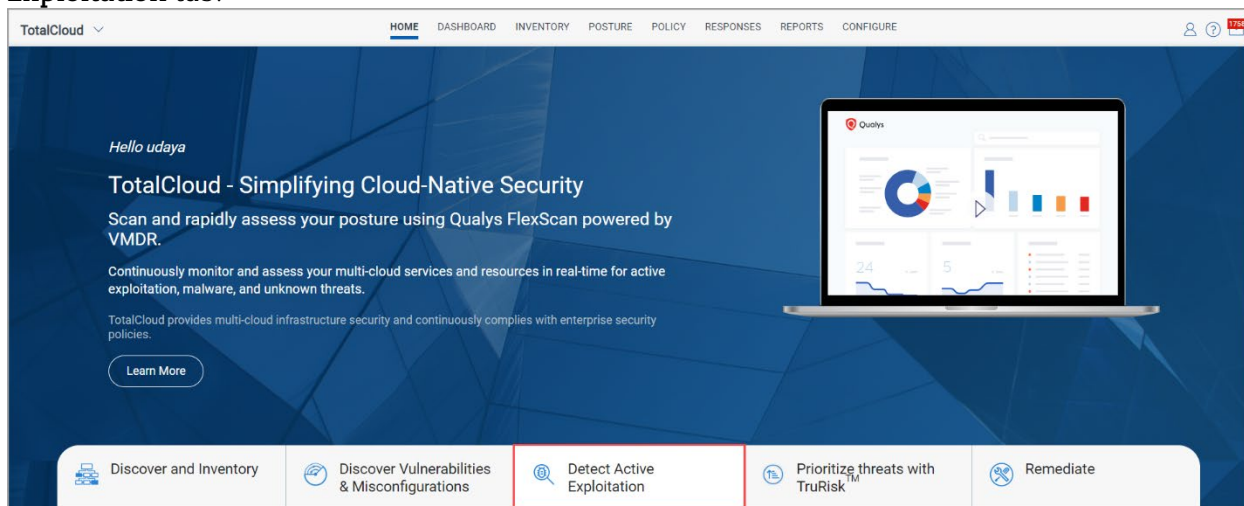 Exploitation tab.
TotalCloud
HOME DASHBOARD INVENTORY POSTURE POLICY RESPONSES REPORTS CONFIGURE
Hello udaya
TotalCloud - Simplifying Cloud-Native Security
Scan and rapidly assess your posture using Qualys FlexScan powered by
VMDR.
Continuously monitor and assess your multi-cloud services and resources in real-time for active
exploitation, malware, and unknown threats.
TotalCloud provides multi-cloud infrastructure security and continuously complies with enterprise security
policies.
Learn More
Qualys
24
5
Discover and Inventory
Discover Vulnerabilities
& Misconfigurations
Detect Active
Exploitation
Prioritize threats with
TruRisk™
Remediate